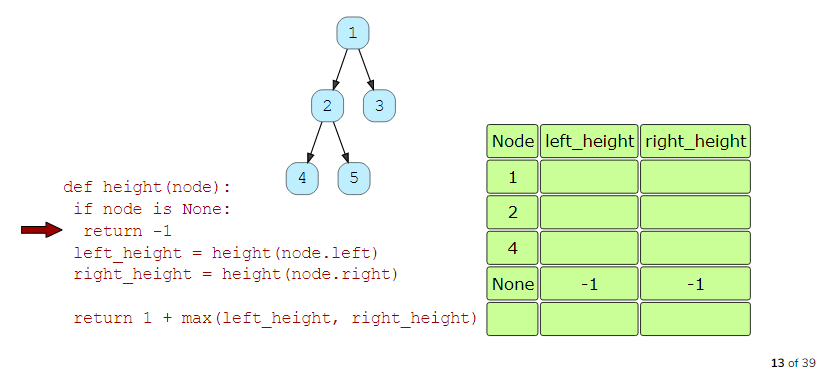 1
2 3
4 5
def height(node):
if node is None:
return -1
left_height = height(node.left)
right_height = height(node.right)
return 1 + max(left_height, right_height)
Node left_height right_height
1
2
4
None -1 -1
13 of 39